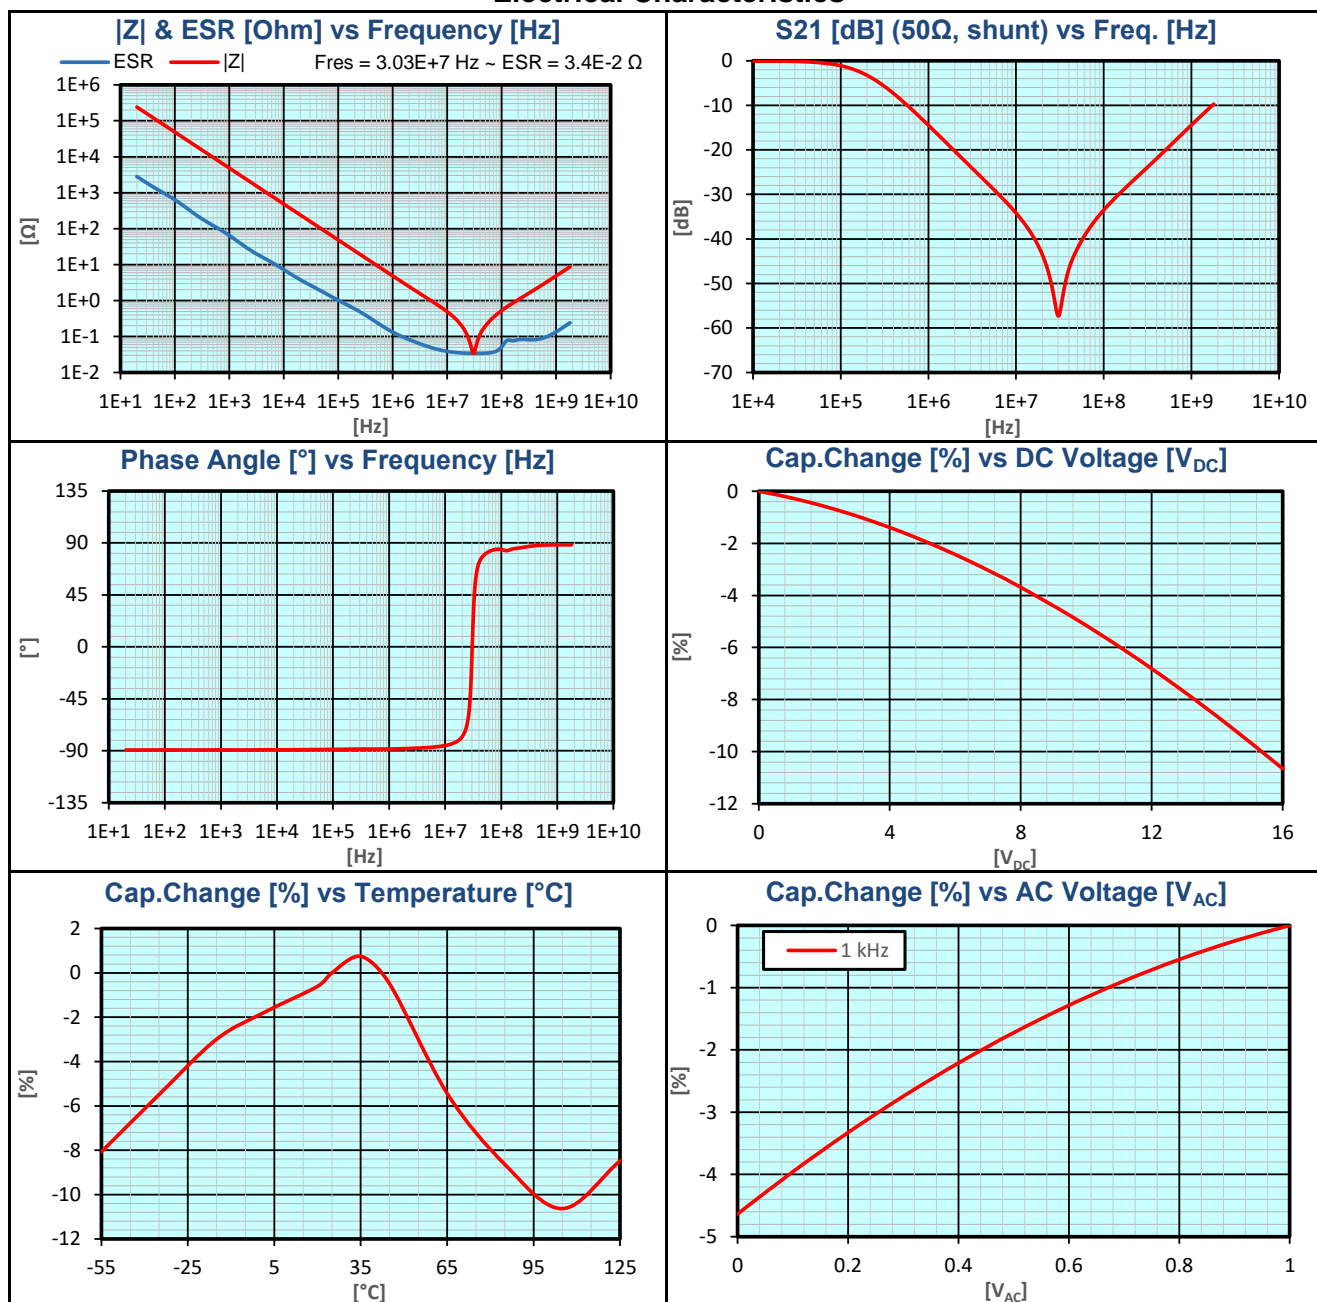 |Z| & ESR [Ohm] vs Frequency [Hz]
ESR |Z| Fres = 3.03E+7 Hz ~ ESR = 3.4E-2 Ω
1E+6
1E+5
1E+4
1E+3
1E+2
1E+1
1E+0
1E-1
1E-2
[Ω]
1E+1 1E+2 1E+3 1E+4 1E+5 1E+6 1E+7 1E+8 1E+9 1E+10
[Hz]
S21 [dB] (50Ω, shunt) vs Freq. [Hz]
0
-10
-20
-30
-40
-50
-60
-70
[dB]
1E+4 1E+5 1E+6 1E+7 1E+8 1E+9 1E+10
[Hz]
Phase Angle [°] vs Frequency [Hz]
135
90
45
0
-45
-90
-135
[°]
1E+1 1E+2 1E+3 1E+4 1E+5 1E+6 1E+7 1E+8 1E+9 1E+10
[Hz]
Cap.Change [%] vs DC Voltage [VDC]
0
-2
-4
-6
-8
-10
-12
[%]
0 4 8 12 16
[VDC]
Cap.Change [%] vs Temperature [°C]
2
0
-2
-4
-6
-8
-10
-12
[%]
-55 -25 5 35 65 95 125
[°C]
Cap.Change [%] vs AC Voltage [VAC]
1 kHz
0
-1
-2
-3
-4
-5
[%]
0 0.2 0.4 0.6 0.8 1
[VAC]